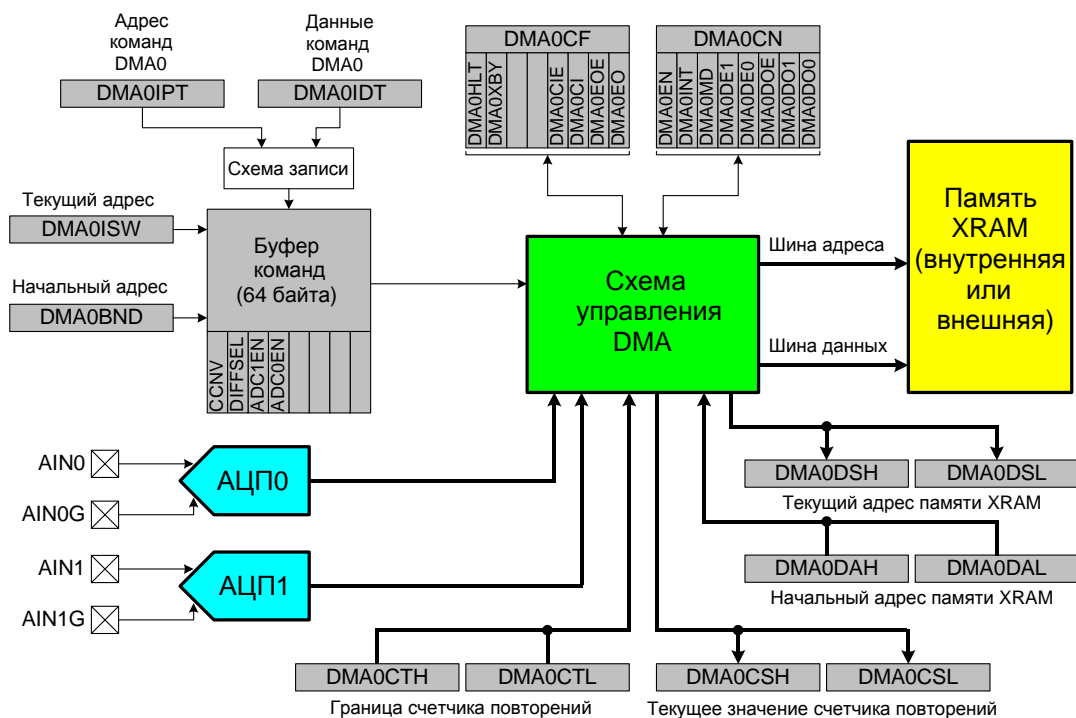 Адрес
команд
DMA0
DMA0IPT
Данные
команд
DMA0
DMA0IDT
Схема записи
Текущий адрес
DMA0ISW
Начальный адрес
DMA0BND
Буфер
команд
(64 байта)
CCNV
DIFFSEL
ADC1EN
ADC0EN
DMA0CF
DMA0HLT
DMA0XBY
DMA0CIE
DMA0CI
DMA0EOE
DMA0EO
DMA0CN
DMA0EN
DMA0INT
DMA0MD
DMA0DE1
DMA0DE0
DMA0DOE
DMA0DO1
DMA0DO0
Схема
управления
DMA
Шина адреса
Шина данных
Память
XRAM
(внутренняя
или
внешняя)
AIN0
AIN0G
АЦП0
AIN1
AIN1G
АЦП1
DMA0DSH
DMA0DSL
Текущий адрес памяти XRAM
DMA0DAH
DMA0DAL
Начальный адрес памяти XRAM
DMA0CTH
DMA0CTL
Граница счетчика повторений
DMA0CSH
DMA0CSL
Текущее значение счетчика повторений